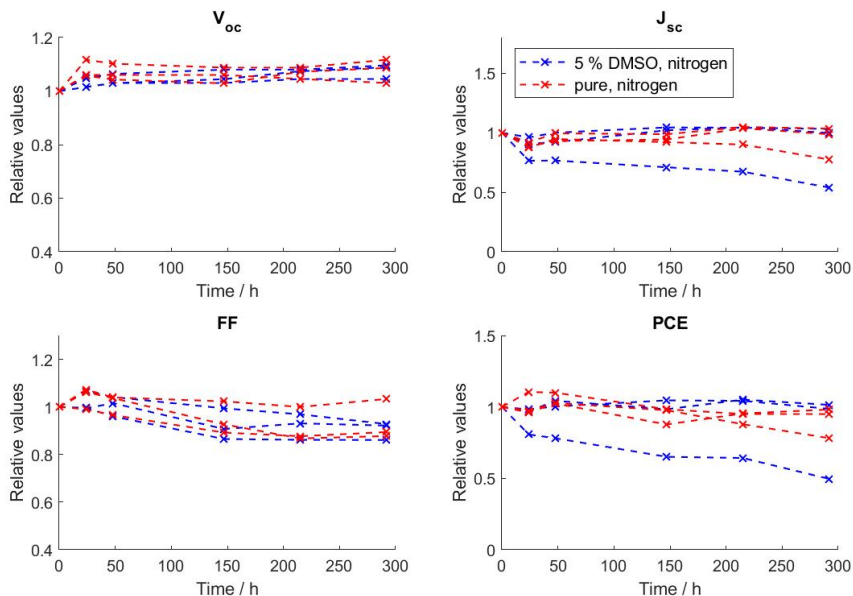 V_oc
1.2
1
0.8
0.6
0.4
Relative values
0 50 100 150 200 250 300
Time / h
J_sc
5 % DMSO, nitrogen
pure, nitrogen
1.5
1
0.5
0
Relative values
0 50 100 150 200 250 300
Time / h
FF
1.2
1
0.8
0.6
0.4
Relative values
0 50 100 150 200 250 300
Time / h
PCE
1.5
1
0.5
0
Relative values
0 50 100 150 200 250 300
Time / h